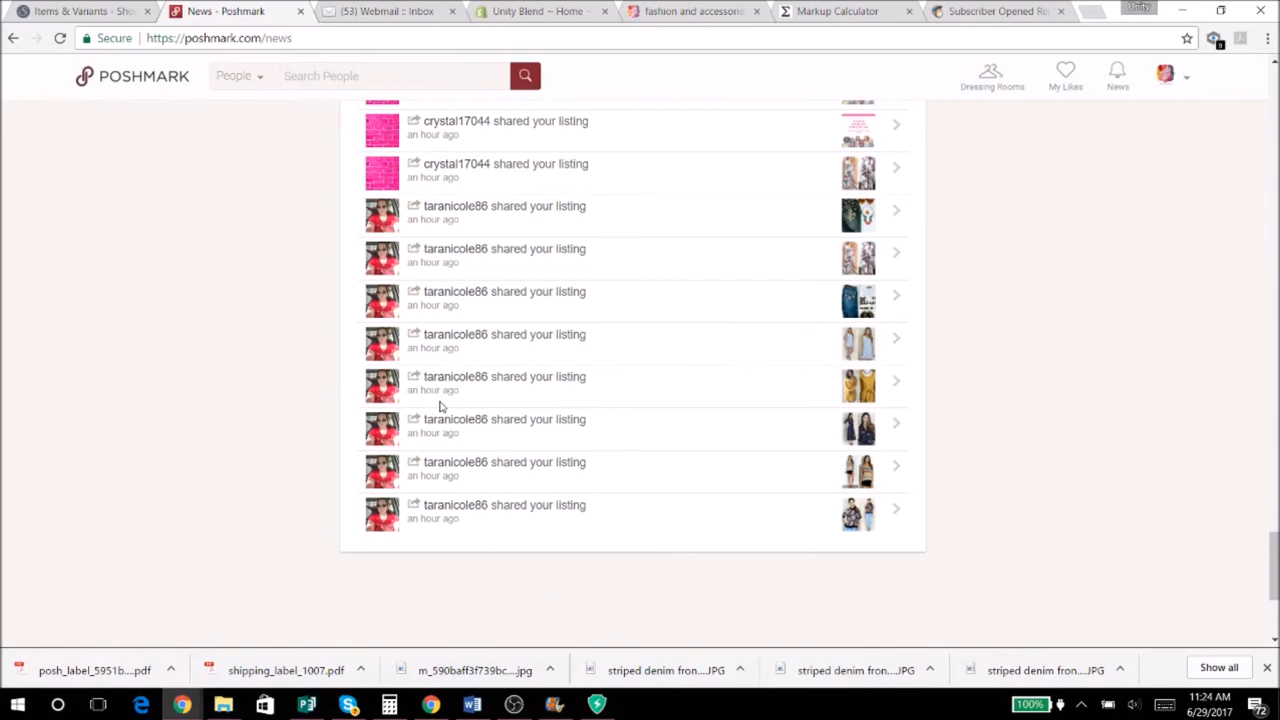 Items & Variants - Sho
News - Poshmark
(53) Webmail :: Inbox
Unity Blend ~ Home ~
fashion and accessorie
Markup Calculator
Subscriber Opened Re
Unity
Secure
https://poshmark.com/news
9
POSHMARK
People
Search People
Dressing Rooms
My Likes
News
crystal17044 shared your listing
an hour ago
crystal17044 shared your listing
an hour ago
taranicole86 shared your listing
an hour ago
taranicole86 shared your listing
an hour ago
taranicole86 shared your listing
an hour ago
taranicole86 shared your listing
an hour ago
taranicole86 shared your listing
an hour ago
taranicole86 shared your listing
an hour ago
taranicole86 shared your listing
an hour ago
taranicole86 shared your listing
an hour ago
posh_label_5951b....pdf
shipping_label_1007.pdf
m_590baff3f739bc....jpg
striped denim fron....JPG
striped denim fron....JPG
striped denim fron....JPG
Show all
100%
11:24 AM
6/29/2017
72